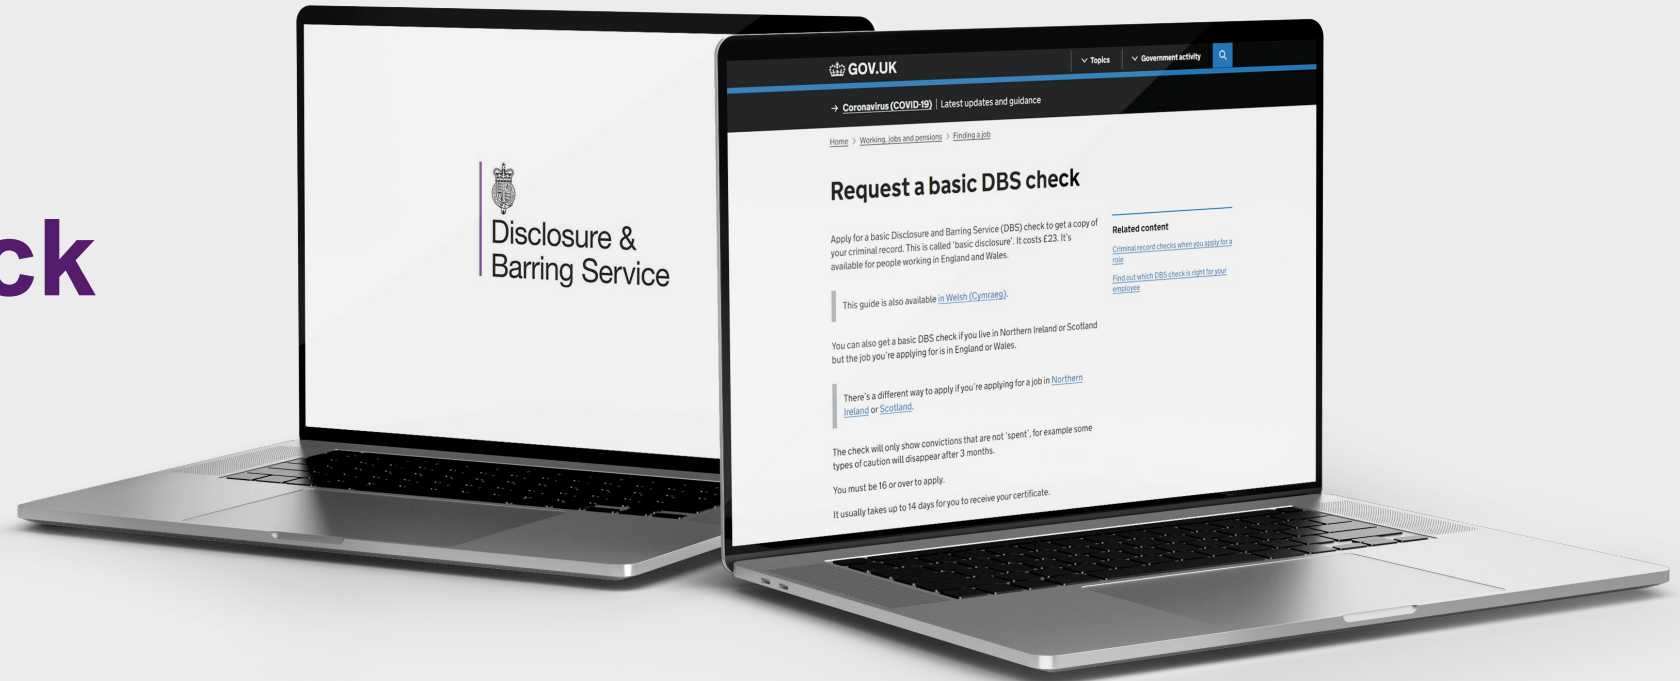 ck
Disclosure &
Barring Service
GOV.UK
Topics
Government activity
→ Coronavirus (COVID-19) | Latest updates and guidance
Home > Working, jobs and pensions > Finding a job
Request a basic DBS check
Apply for a basic Disclosure and Barring Service (DBS) check to get a copy of
your criminal record. This is called ‘basic disclosure’. It costs £23. It’s
available for people working in England and Wales.
This guide is also available in Welsh (Cymraeg).
You can also get a basic DBS check if you live in Northern Ireland or Scotland
but the job you’re applying for is in England or Wales.
There’s a different way to apply if you’re applying for a job in Northern
Ireland or Scotland.
The check will only show convictions that are not ‘spent’, for example some
types of caution will disappear after 3 months.
You must be 16 or over to apply.
It usually takes up to 14 days for you to receive your certificate.
Related content
Criminal record checks when you apply for a
role
Find out which DBS check is right for your
employee